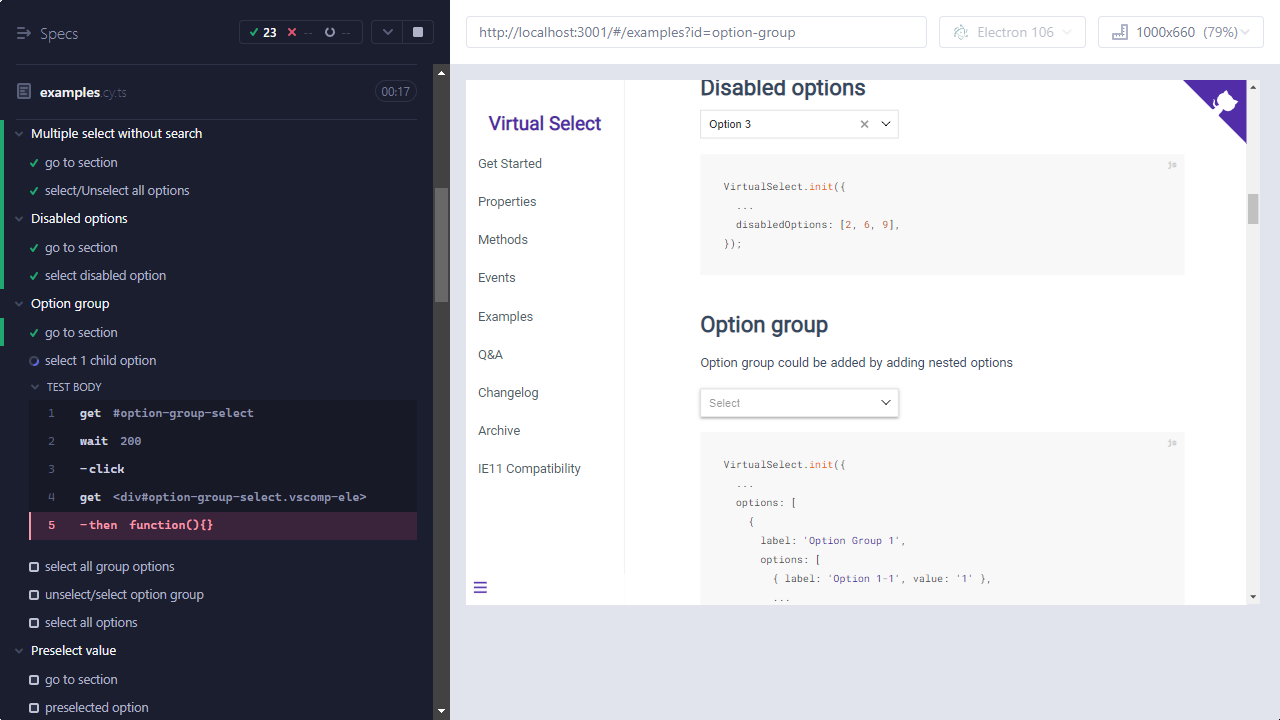 Specs
23
--
--
examples.cy.ts
00:17
Multiple select without search
go to section
select/Unselect all options
Disabled options
go to section
select disabled option
Option group
go to section
select 1 child option
TEST BODY
1 get #option-group-select
2 wait 200
3 -click
4 get <div#option-group-select.vscomp-ele>
5 -then function(){}
select all group options
unselect/select option group
select all options
Preselect value
go to section
preselected option
http://localhost:3001/#/examples?id=option-group
Electron 106
1000x660 (79%)
Virtual Select
Get Started
Properties
Methods
Events
Examples
Q&A
Changelog
Archive
IE11 Compatibility
Disabled options
Option 3
js
VirtualSelect.init({
...
disabledOptions: [2, 6, 9],
});
Option group
Option group could be added by adding nested options
Select
js
VirtualSelect.init({
...
options: [
{
label: 'Option Group 1',
options: [
{ label: 'Option 1-1', value: '1' },
...